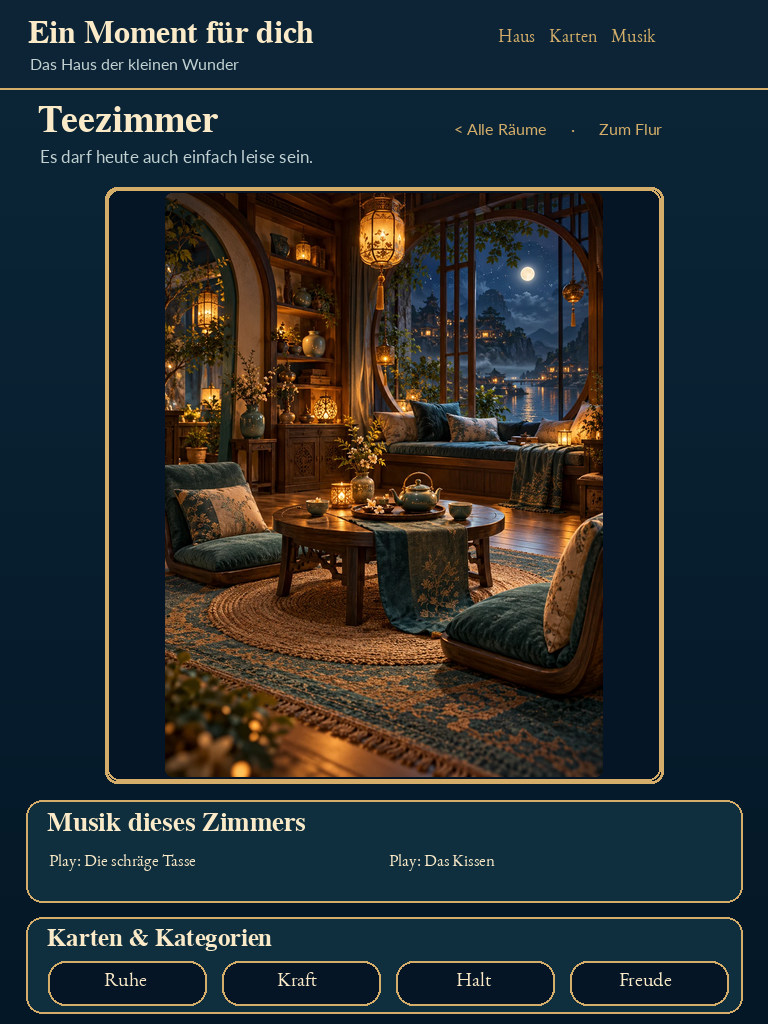 Ein Moment für dich
Das Haus der kleinen Wunder
Haus Karten Musik
Teezimmer
Es darf heute auch einfach leise sein.
< Alle Räume · Zum Flur
Musik dieses Zimmers
Play: Die schräge Tasse
Play: Das Kissen
Karten & Kategorien
Ruhe
Kraft
Halt
Freude